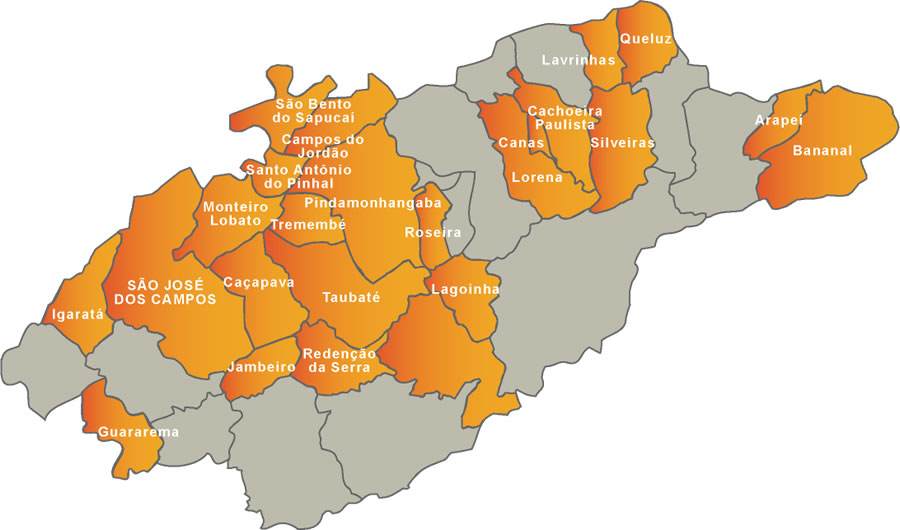 Queluz
Lavrinhas
São Bento
do Sapucaí
Cachoeira
Paulista
Arapeí
Campos do
Jordão
Canas
Silveiras
Bananal
Santo Antônio
do Pinhal
Lorena
Monteiro
Lobato
Pindamonhangaba
Tremembé
Roseira
SÃO JOSÉ
DOS CAMPOS
Caçapava
Lagoinha
Taubaté
Igaratá
Redenção
da Serra
Jambeiro
Guararema